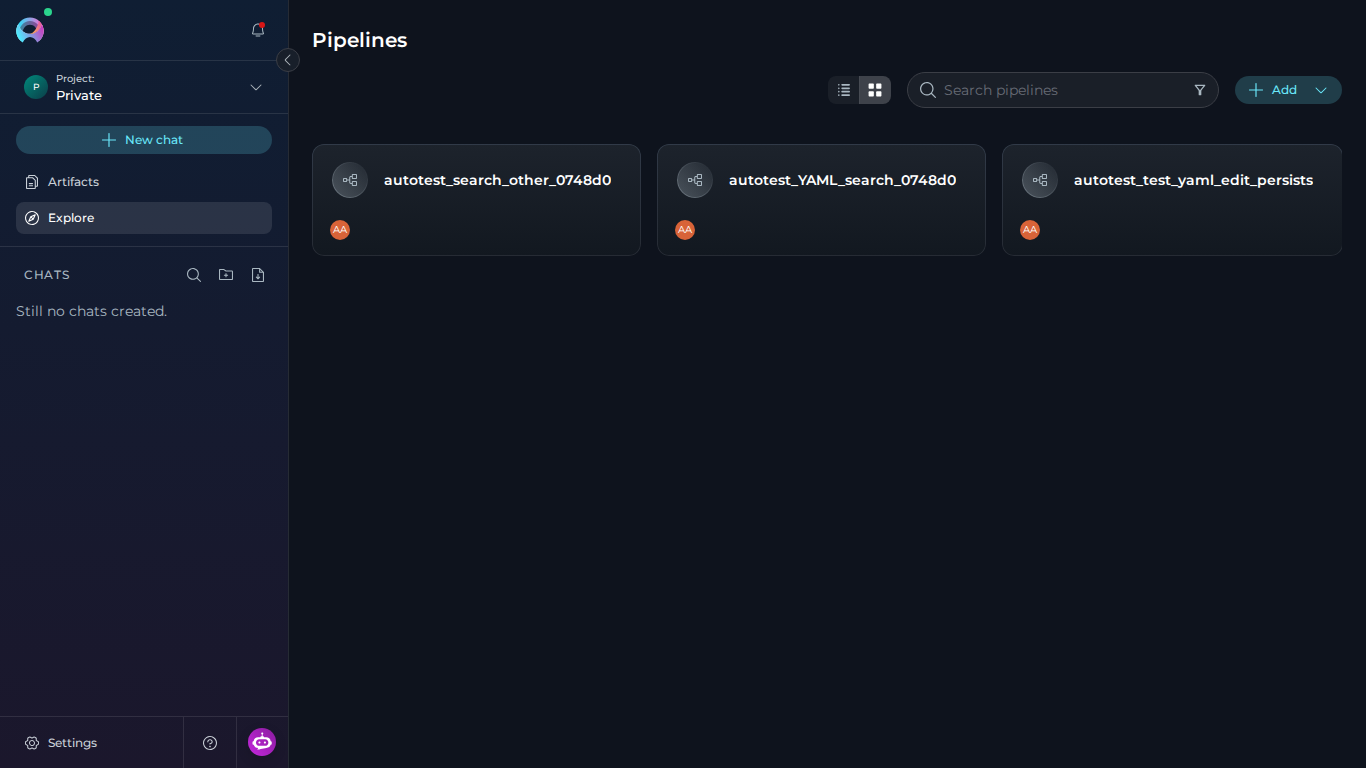 Pipelines
P
Project:
Private
Search pipelines
Add
New chat
Artifacts
Explore
autotest_search_other_0748d0
autotest_YAML_search_0748d0
autotest_test_yaml_edit_persists
AA
AA
AA
CHATS
Still no chats created.
Settings